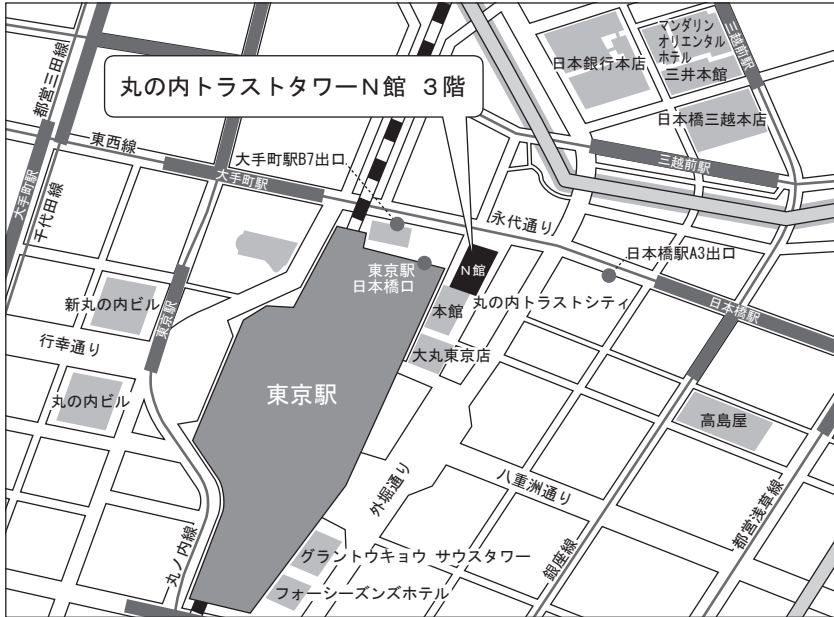 都営三田線
三越前駅
マンダリン
オリエンタル
ホテル
三井本館
日本銀行本店
丸の内トラストタワーN館 3階
日本橋三越本店
東西線
大手町駅B7出口
三越前駅
大手町駅
大手町駅
千代田線
永代通り
東京駅
日本橋口
N館
日本橋駅A3出口
新丸の内ビル
東京駅
本館
丸の内トラストシティ
日本橋駅
行幸通り
大丸東京店
丸の内ビル
東京駅
高島屋
外堀通り
八重洲通り
都営浅草線
丸ノ内線
銀座線
グラントウキョウ サウスタワー
フォーシーズンズホテル